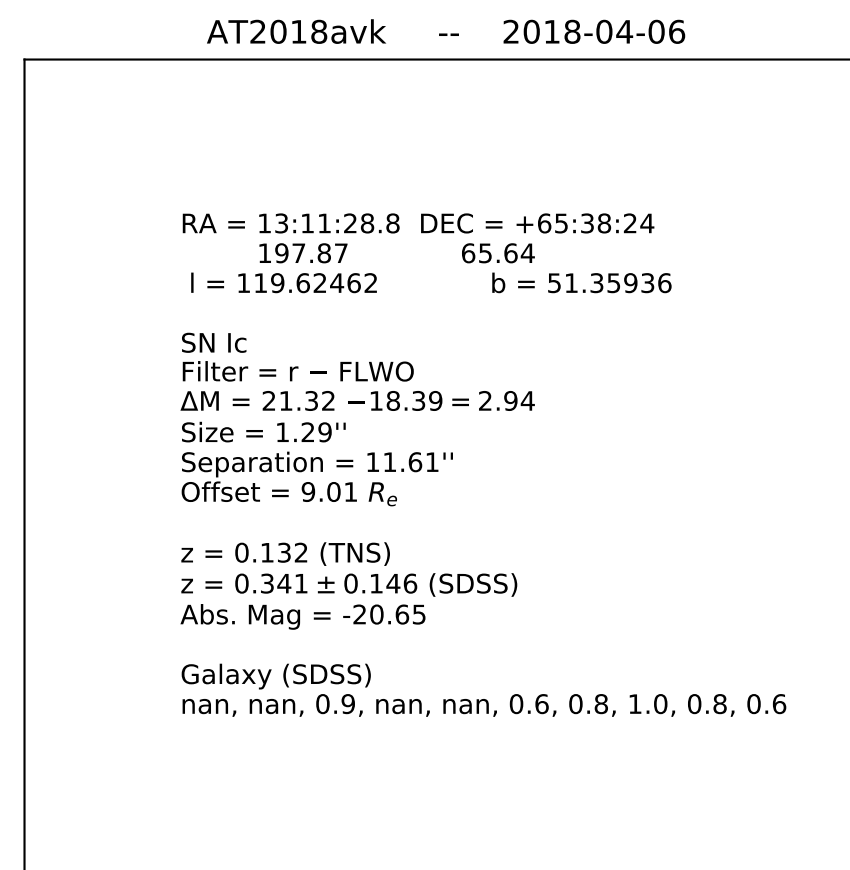 AT2018avk -- 2018-04-06
RA = 13:11:28.8 DEC = +65:38:24
197.87 65.64
l = 119.62462 b = 51.35936
SN Ic
Filter = r − FLWO
ΔM = 21.32 −18.39 = 2.94
Size = 1.29''
Separation = 11.61''
Offset = 9.01 Rₑ
z = 0.132 (TNS)
z = 0.341 ± 0.146 (SDSS)
Abs. Mag = -20.65
Galaxy (SDSS)
nan, nan, 0.9, nan, nan, 0.6, 0.8, 1.0, 0.8, 0.6